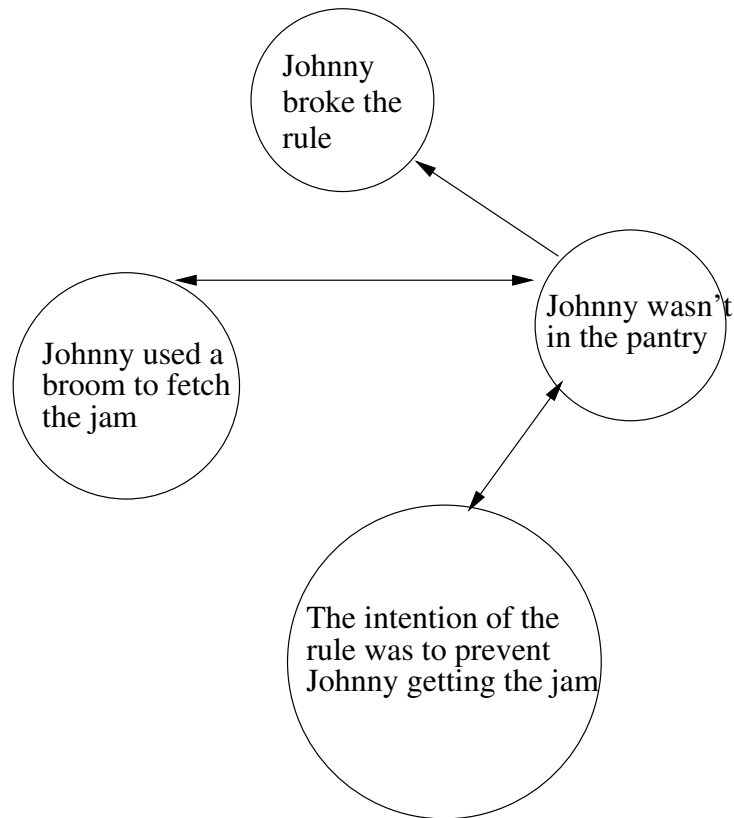 Johnny
broke the
rule
Johnny wasn't
in the pantry
Johnny used a
broom to fetch
the jam
The intention of the
rule was to prevent
Johnny getting the jam